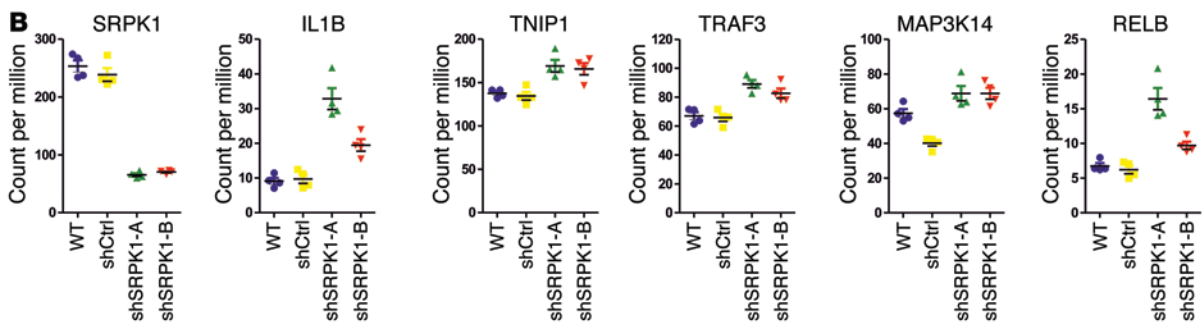 B
SRPK1
IL1B
TNIP1
TRAF3
MAP3K14
RELB
Count per million
300
200
100
0
WT
shCtrl
shSRPK1-A
shSRPK1-B
Count per million
50
40
30
20
10
0
WT
shCtrl
shSRPK1-A
shSRPK1-B
Count per million
200
150
100
50
0
WT
shCtrl
shSRPK1-A
shSRPK1-B
Count per million
120
100
80
60
40
20
0
WT
shCtrl
shSRPK1-A
shSRPK1-B
Count per million
100
80
60
40
20
0
WT
shCtrl
shSRPK1-A
shSRPK1-B
Count per million
25
20
15
10
5
0
WT
shCtrl
shSRPK1-A
shSRPK1-B